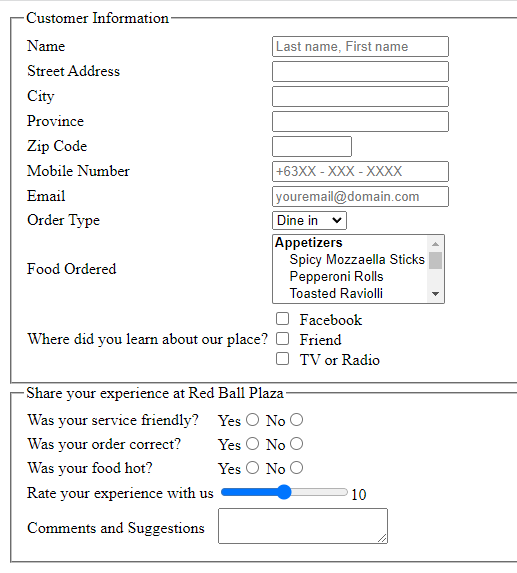 Customer Information
Name Last name, First name
Street Address
City
Province
Zip Code
Mobile Number +63XX - XXX - XXXX
Email youremail@domain.com
Order Type Dine in
Food Ordered
Appetizers
Spicy Mozzaella Sticks
Pepperoni Rolls
Toasted Raviolli
Where did you learn about our place?
Facebook
Friend
TV or Radio
Share your experience at Red Ball Plaza
Was your service friendly? Yes No
Was your order correct? Yes No
Was your food hot? Yes No
Rate your experience with us 10
Comments and Suggestions